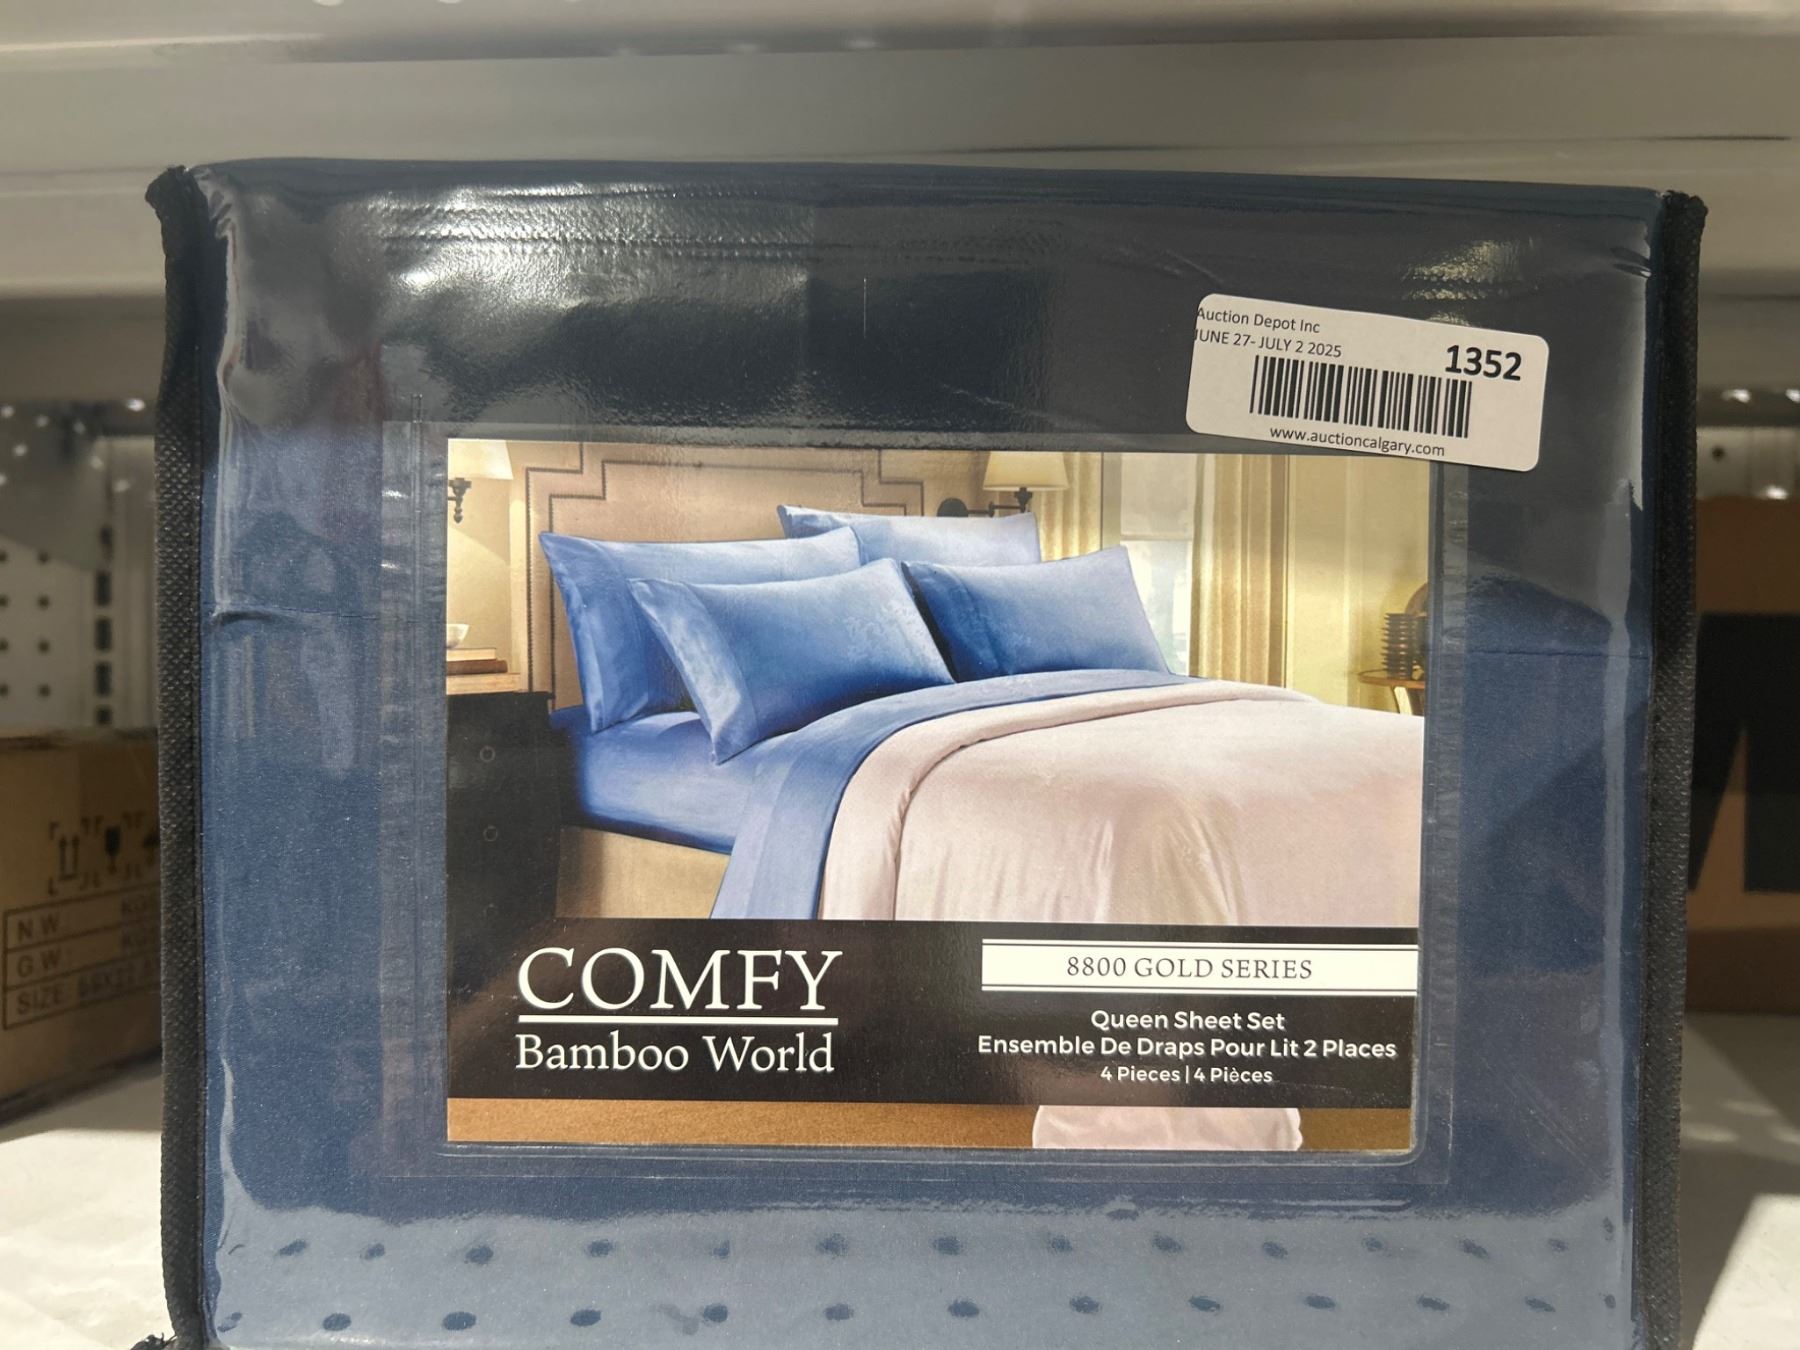 Auction Depot Inc
JUNE 27- JULY 2 2025
1352
www.auctioncalgary.com
COMFY
Bamboo World
8800 GOLD SERIES
Queen Sheet Set
Ensemble De Draps Pour Lit 2 Places
4 Pieces | 4 Pièces
N.W.
G.W.
SIZE: